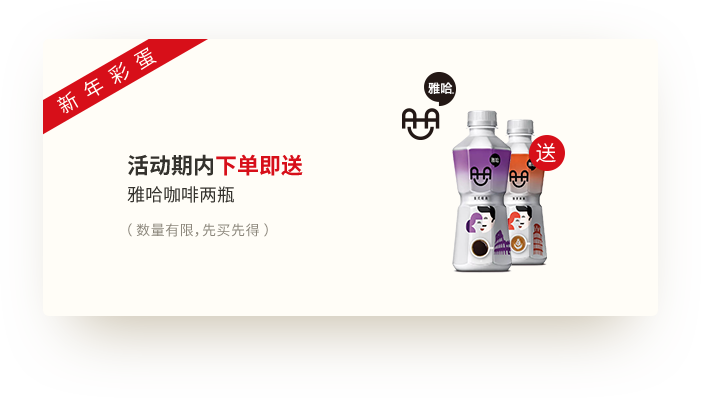 新年彩蛋
雅哈
活动期内下单即送
雅哈咖啡两瓶
（数量有限，先买先得）
送